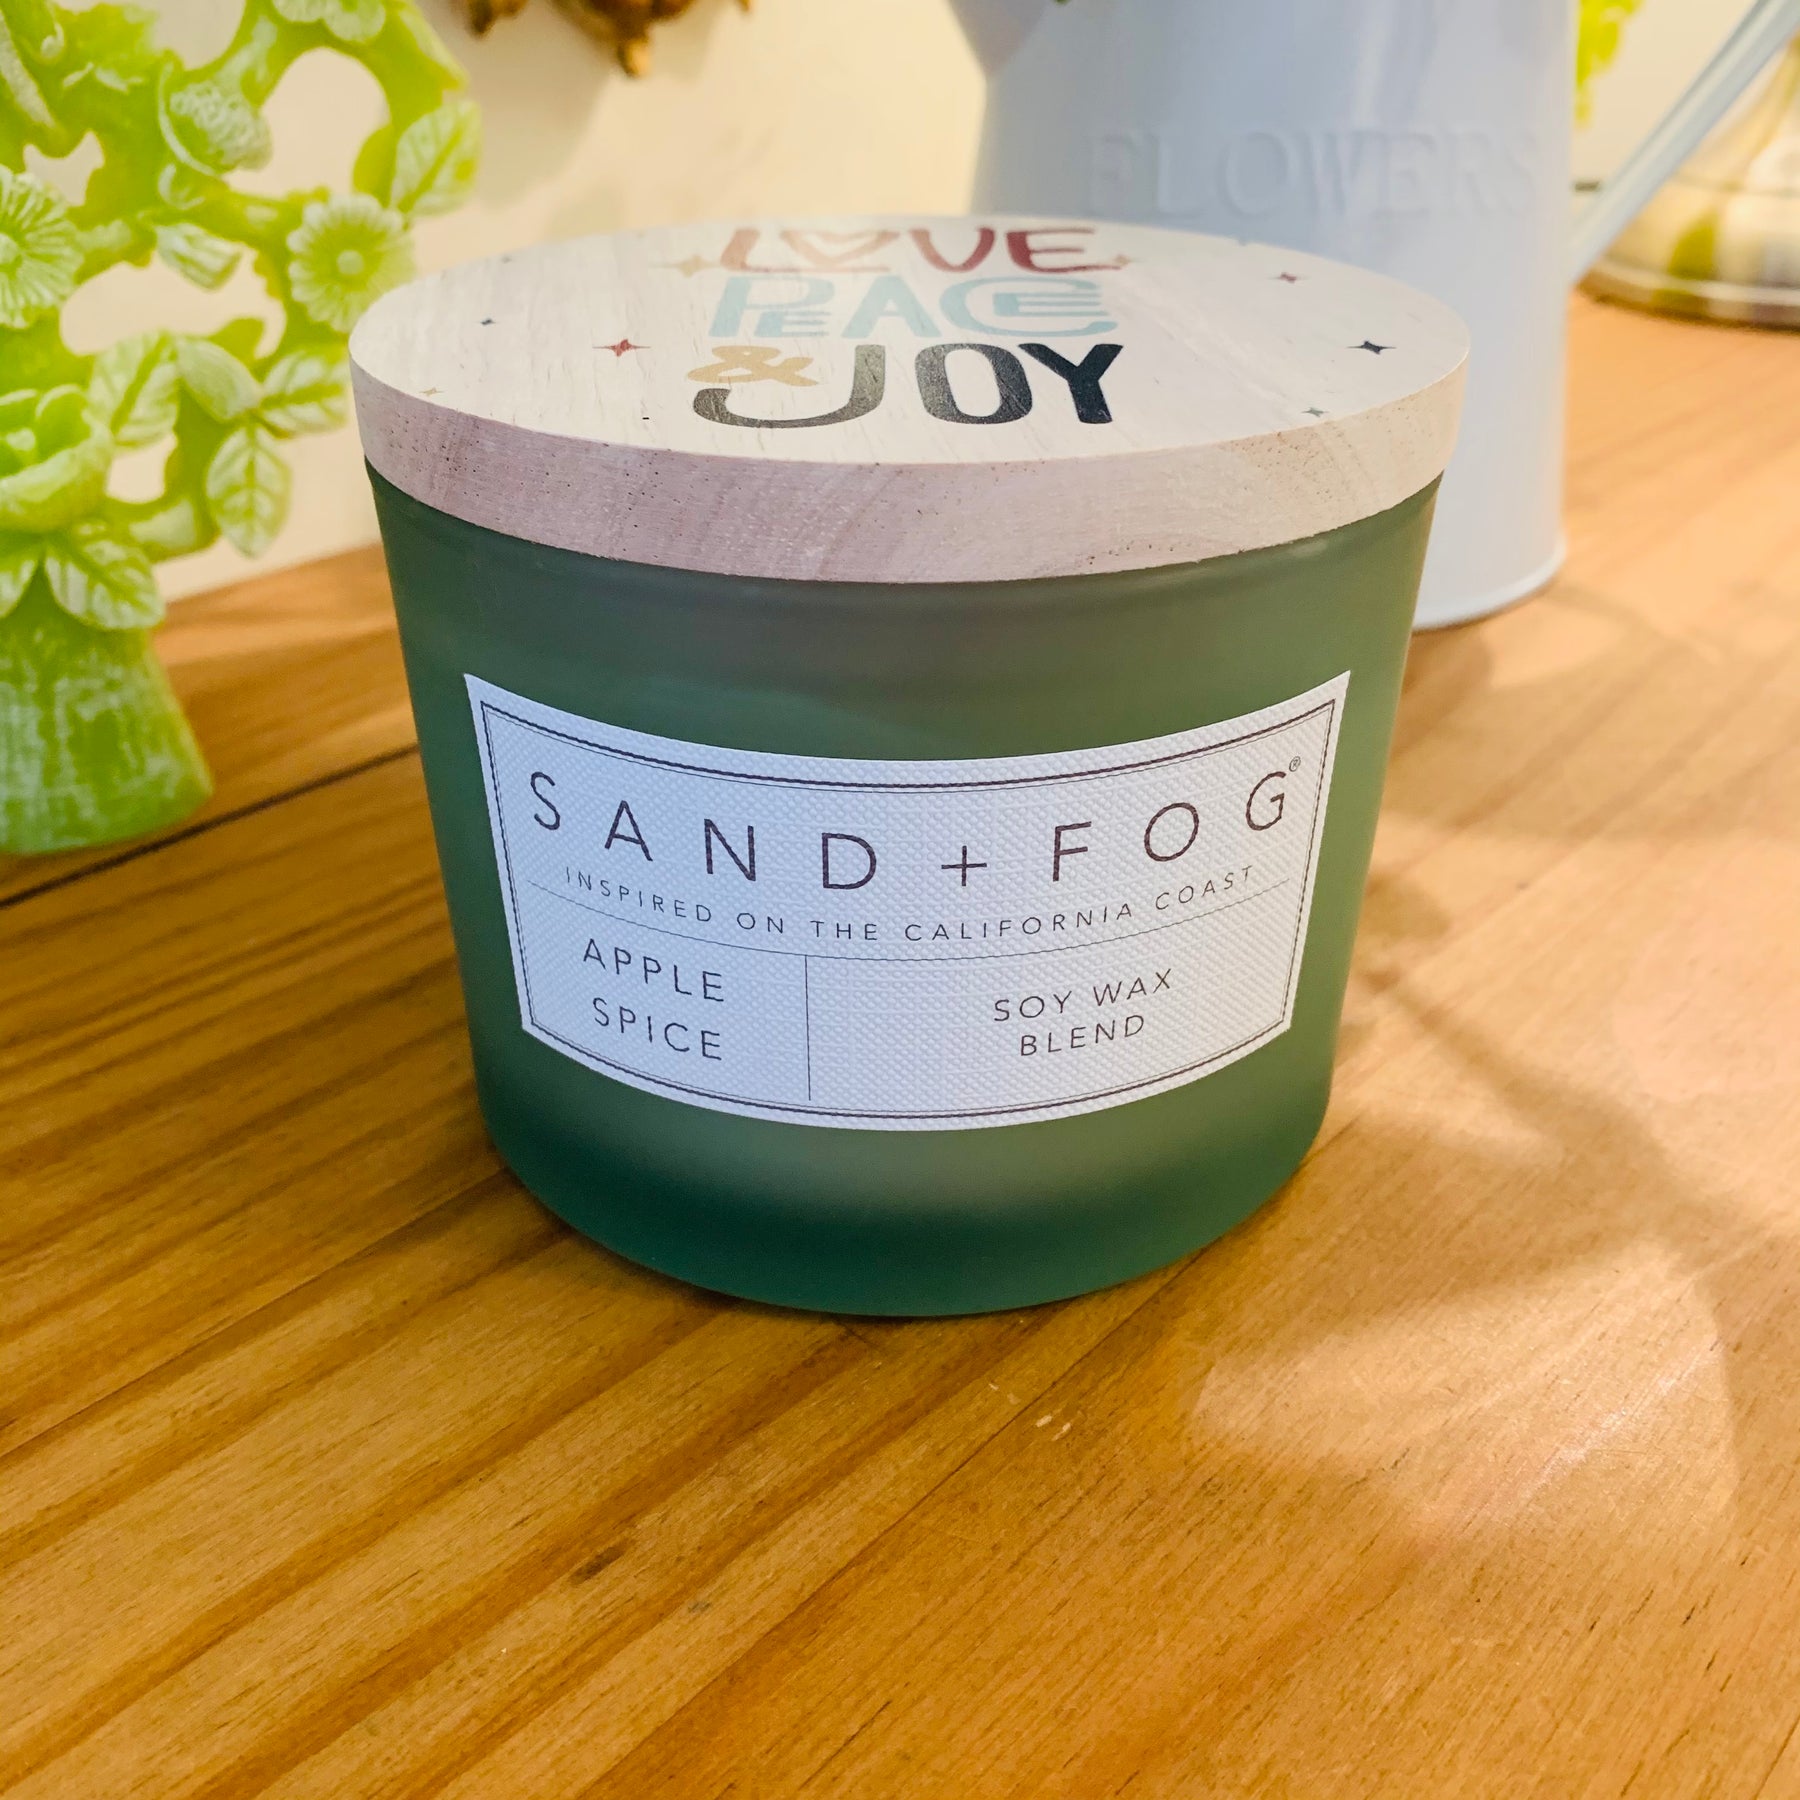 FLOWERS
LOVE
PEACE
& JOY
SAND + FOG®
INSPIRED ON THE CALIFORNIA COAST
APPLE
SPICE
SOY WAX
BLEND